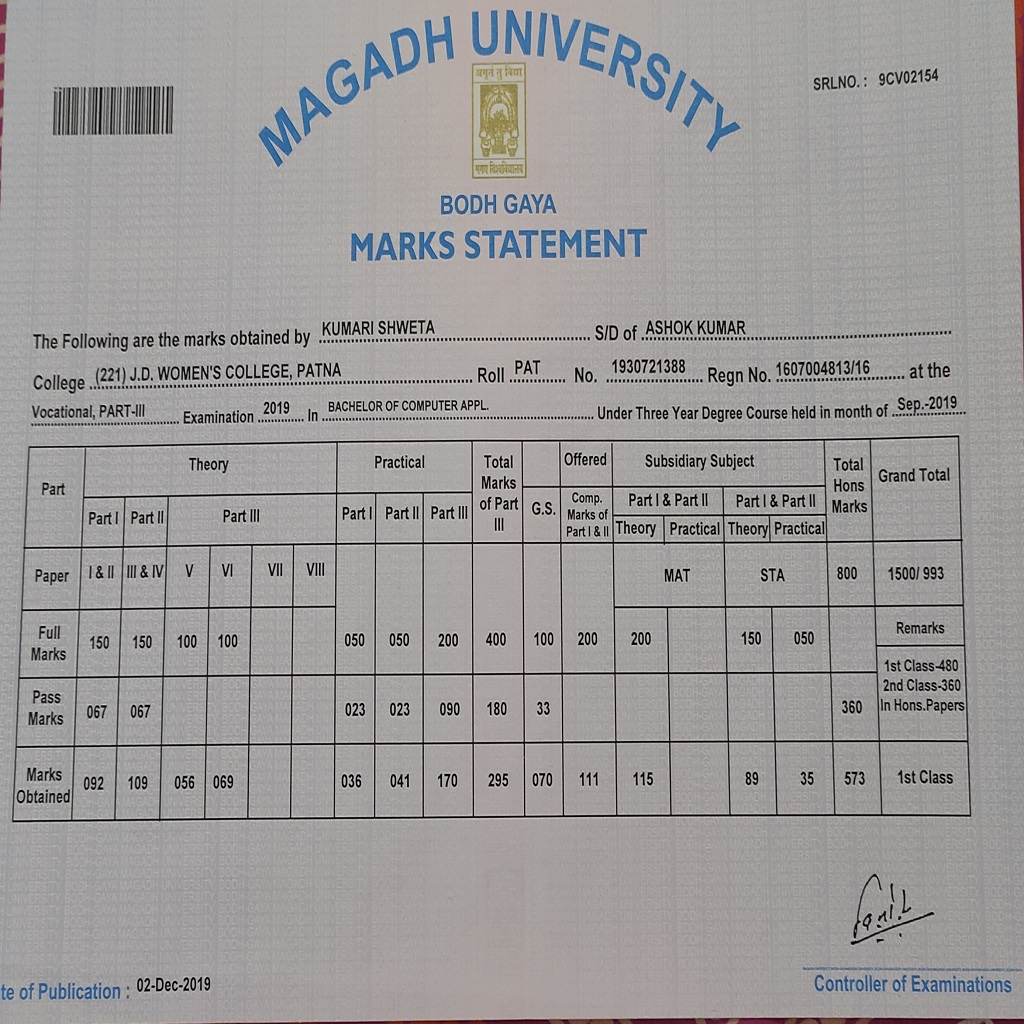 MAGADH UNIVERSITY
SRLNO. : 9CV02154
अमृतं तु विद्या
मगध विश्वविद्यालय
BODH GAYA
MARKS STATEMENT
The Following are the marks obtained by KUMARI SHWETA S/D of ASHOK KUMAR
College (221) J.D. WOMEN'S COLLEGE, PATNA Roll PAT No. 1930721388 Regn No. 1607004813/16 at the
Vocational, PART-III Examination 2019 In BACHELOR OF COMPUTER APPL. Under Three Year Degree Course held in month of Sep.-2019
Part Theory Practical Total Marks of Part III G.S. Offered Subsidiary Subject Total Hons Marks Grand Total
Comp. Marks of Part I & II Part I & Part II Part I & Part II
Part I Part II Part III Part I Part II Part III Theory Practical Theory Practical
Paper I & II III & IV V VI VII VIII MAT STA 800 1500/ 993
Full Marks 150 150 100 100 050 050 200 400 100 200 200 150 050 Remarks
1st Class-480
2nd Class-360
In Hons.Papers
Pass Marks 067 067 023 023 090 180 33 360
Marks Obtained 092 109 056 069 036 041 170 295 070 111 115 89 35 573 1st Class
te of Publication : 02-Dec-2019
Controller of Examinations